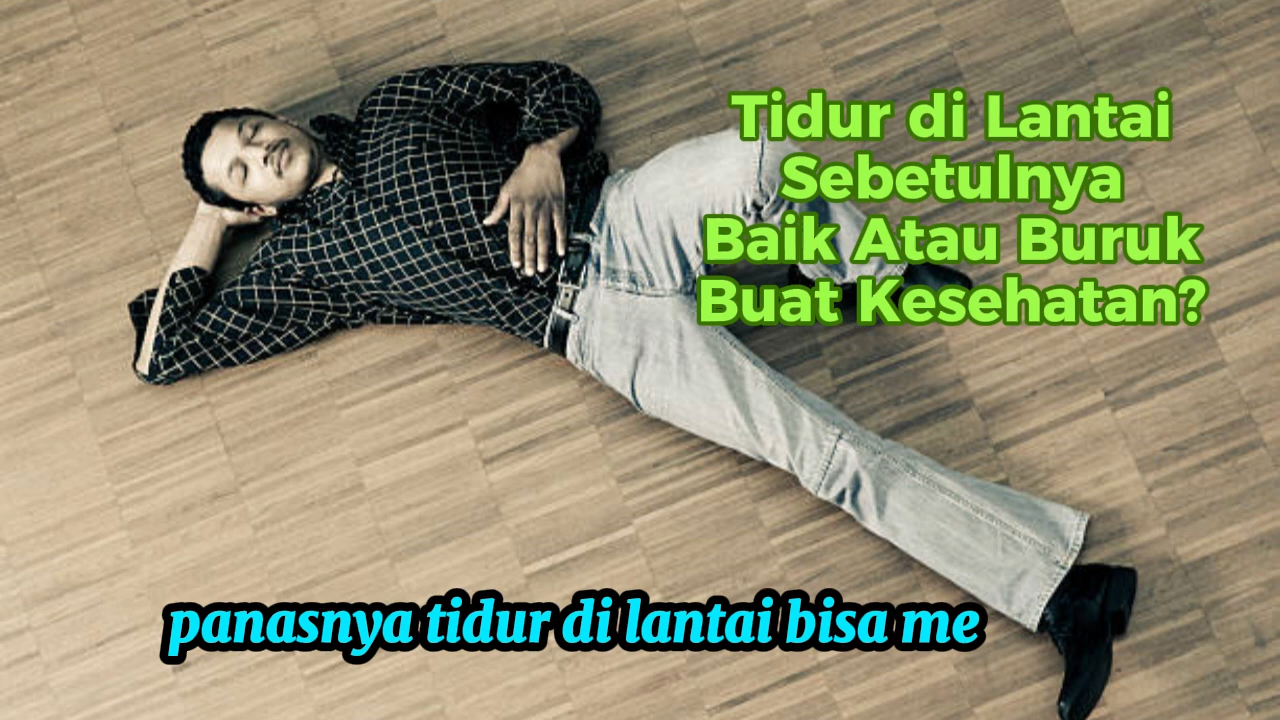 Tidur di Lantai
Sebetulnya
Baik Atau Buruk
Buat Kesehatan?
panasnya tidur di lantai bisa me